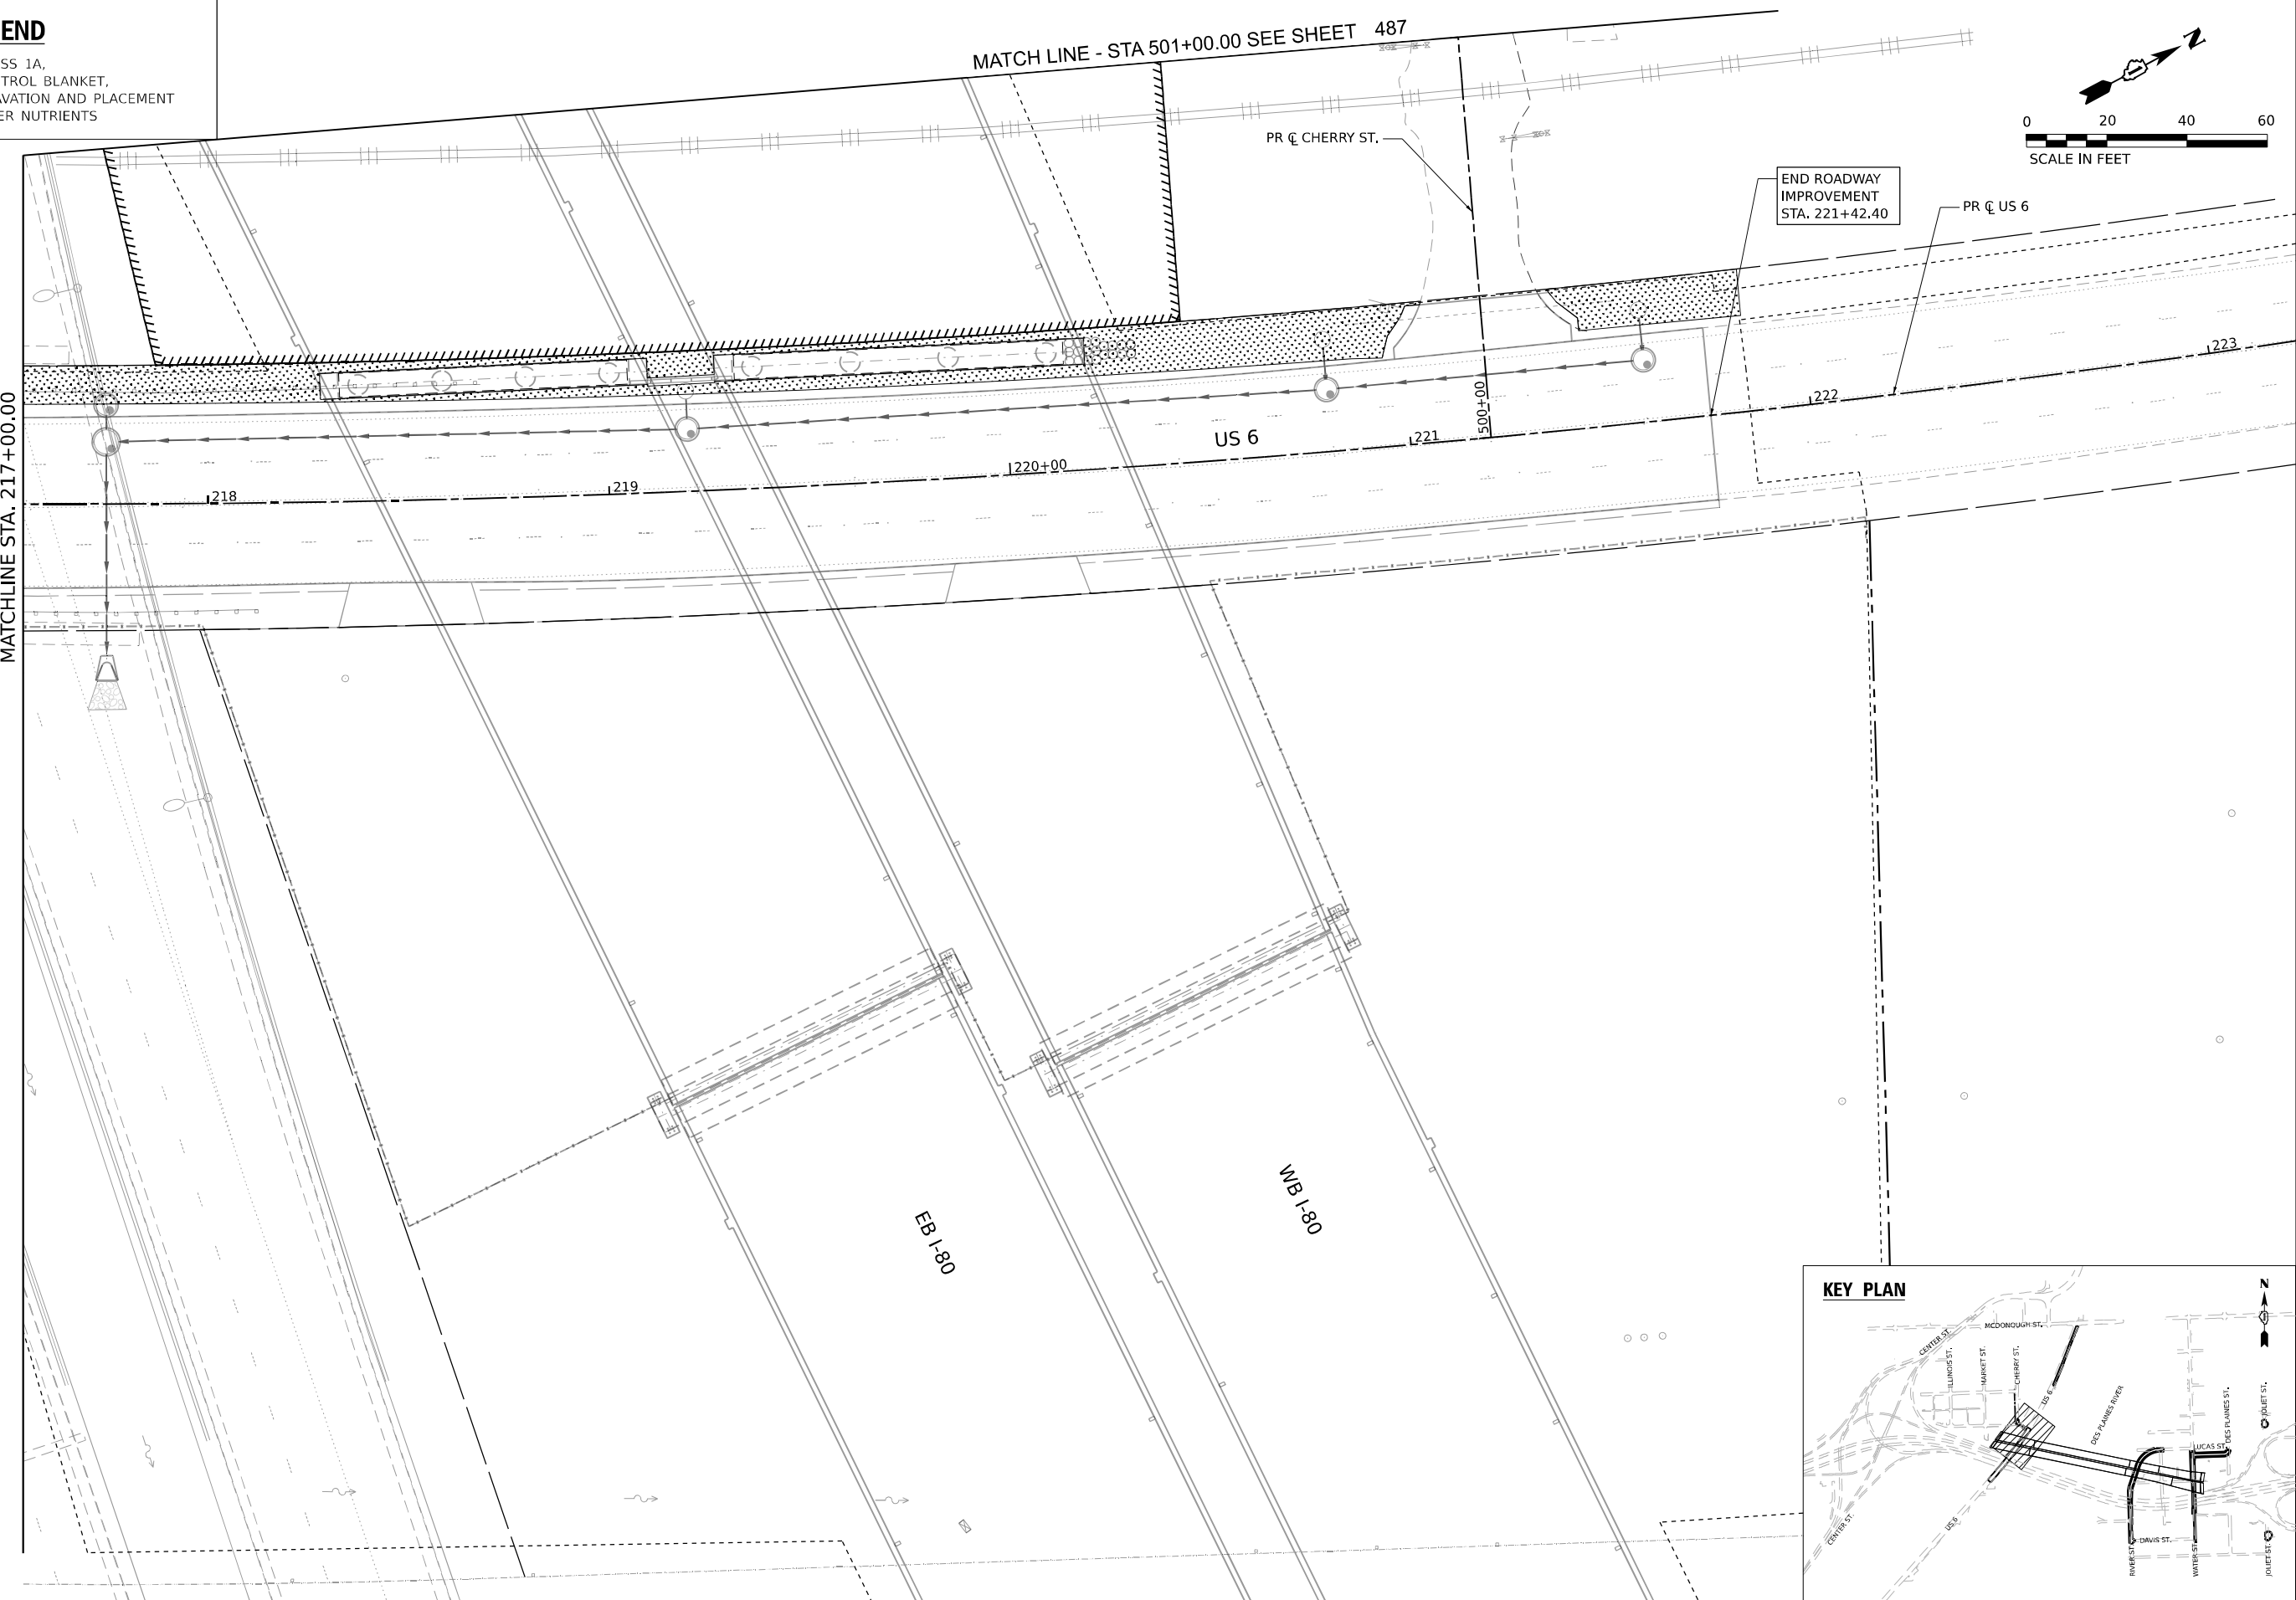 END
SS 1A,
TROL BLANKET,
AVATION AND PLACEMENT
ER NUTRIENTS
MATCH LINE - STA 501+00.00 SEE SHEET 487
N
0 20 40 60
SCALE IN FEET
PR ℄ CHERRY ST.
END ROADWAY
IMPROVEMENT
STA. 221+42.40
PR ℄ US 6
MATCHLINE STA. 217+00.00
218
219
220+00
US 6
221
500+00
222
223
EB I-80
WB I-80
KEY PLAN
N
MCDONOUGH ST.
CENTER ST.
ILLINOIS ST.
MARKET ST.
CHERRY ST.
US 6
DES PLAINES RIVER
DES PLAINES ST.
JOLIET ST.
LUCAS ST.
CENTER ST.
US 6
RIVER ST.
DAVIS ST.
WATER ST.
JOLIET ST.